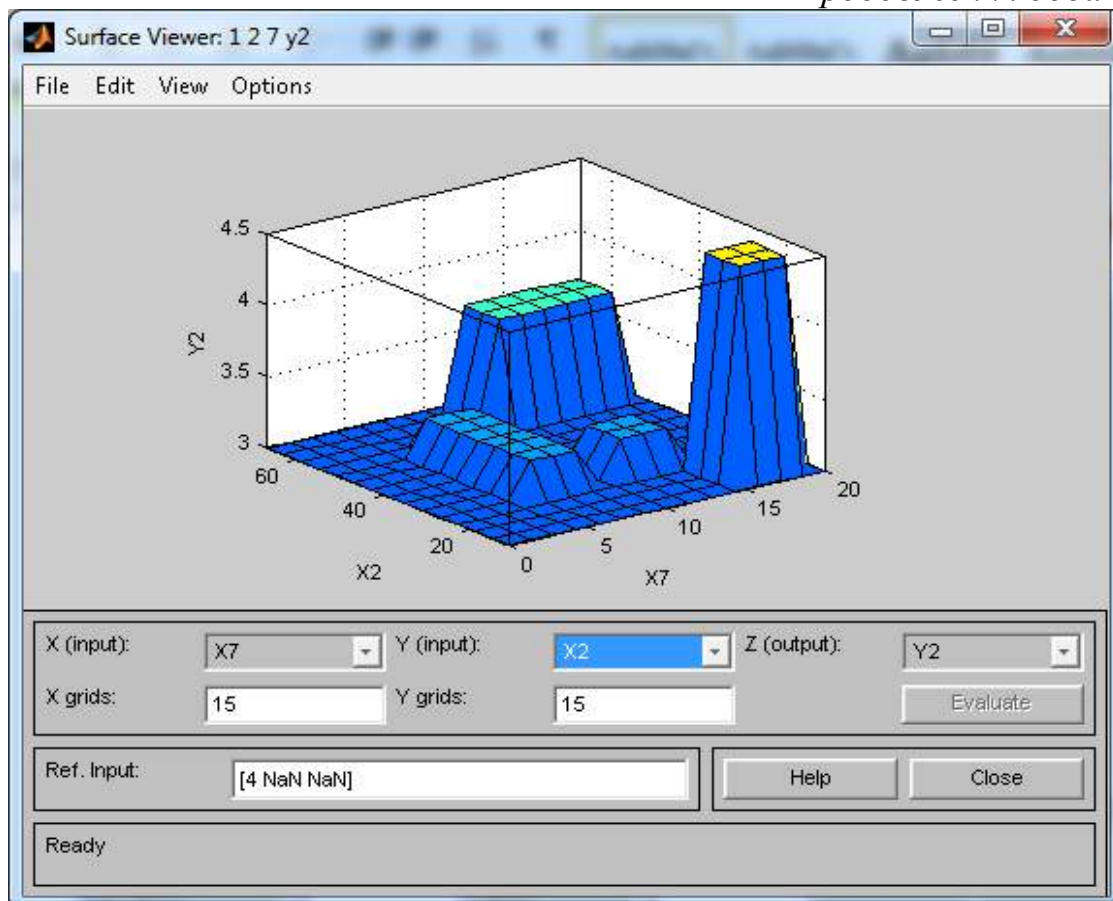 Surface Viewer: 1 2 7 y2
File Edit View Options
4.5
4
3.5
3
Y2
60
40
20
X2
0
5
10
15
20
X7
X (input): X7 Y (input): X2 Z (output): Y2
X grids: 15 Y grids: 15 Evaluate
Ref. Input: [4 NaN NaN] Help Close
Ready